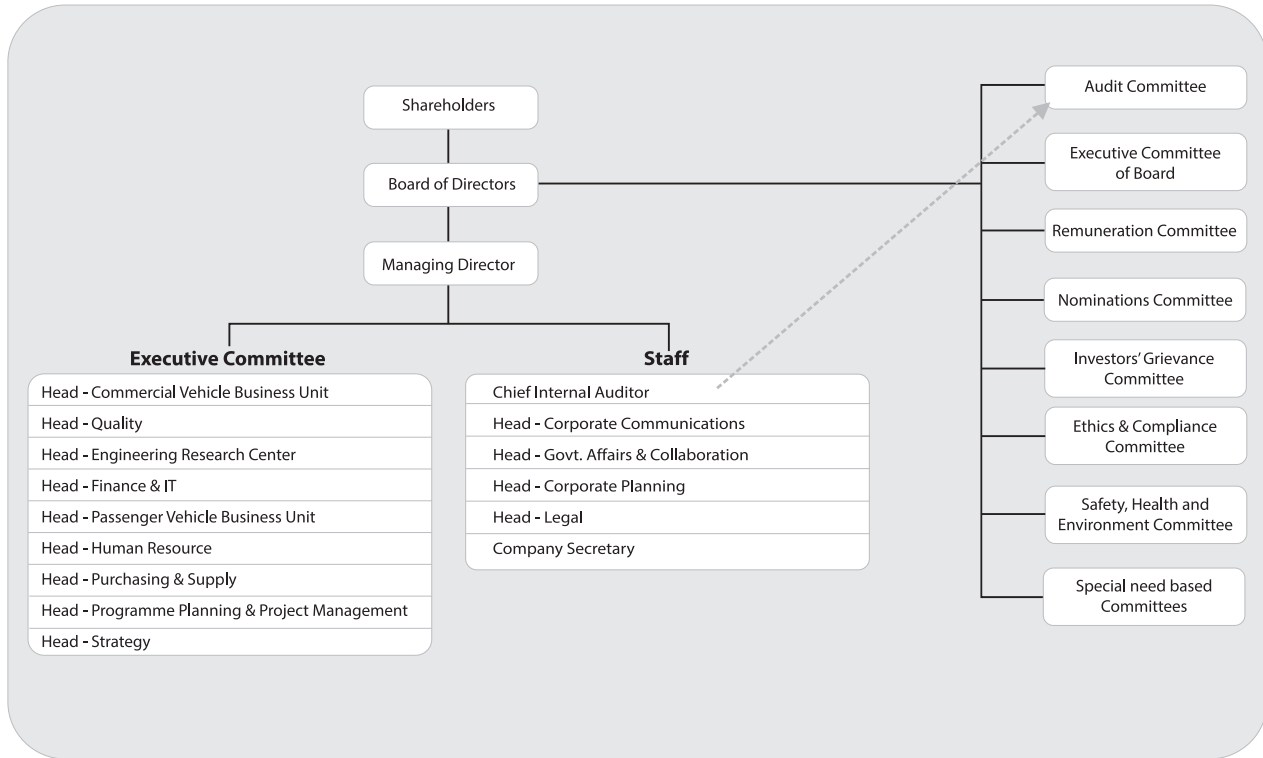 Shareholders
Board of Directors
Managing Director
Executive Committee
Head - Commercial Vehicle Business Unit
Head - Quality
Head - Engineering Research Center
Head - Finance & IT
Head - Passenger Vehicle Business Unit
Head - Human Resource
Head - Purchasing & Supply
Head - Programme Planning & Project Management
Head - Strategy
Staff
Chief Internal Auditor
Head - Corporate Communications
Head - Govt. Affairs & Collaboration
Head - Corporate Planning
Head - Legal
Company Secretary
Audit Committee
Executive Committee
of Board
Remuneration Committee
Nominations Committee
Investors’ Grievance
Committee
Ethics & Compliance
Committee
Safety, Health and
Environment Committee
Special need based
Committees